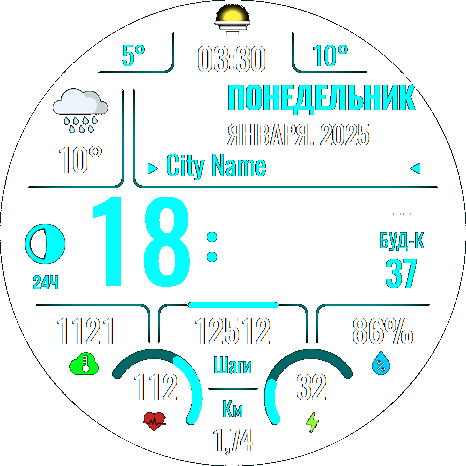 5° 03:30 10°
ПОНЕДЕЛЬНИК
ЯНВАРЯ. 2025
10°
City Name
18 :
---
БУД-К
24Ч
37
1121 12512 86%
Шаги
112 32
Км
1,74